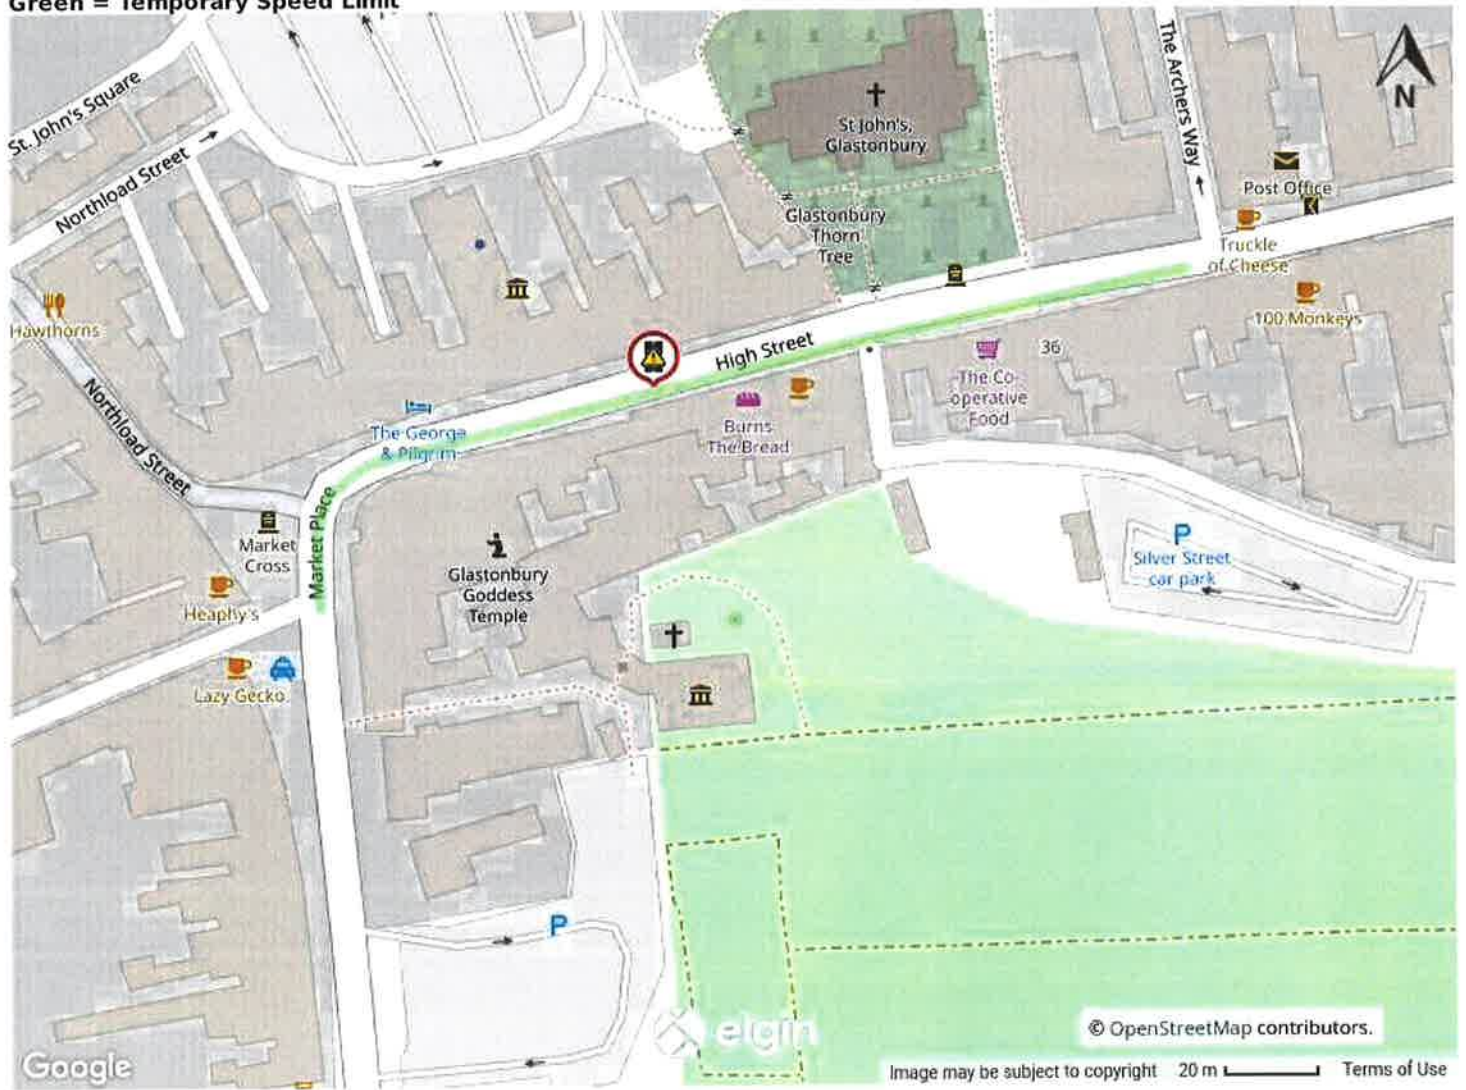 Green = Temporary Speed Limit
St. John's Square
Northload Street
The Archers Way
N
St John's,
Glastonbury
Post Office
Glastonbury
Thorn
Tree
Truckle
of Cheese
Hawthorns
100 Monkeys
High Street
36
The Co-
operative
Food
Northload Street
The George
& Pilgrim
Burns
The Bread
Market Place
Market
Cross
Glastonbury
Goddess
Temple
P
Silver Street
car park
Heaphy's
Lazy Gecko
P
elgin
© OpenStreetMap contributors.
Google
Image may be subject to copyright 20 m Terms of Use